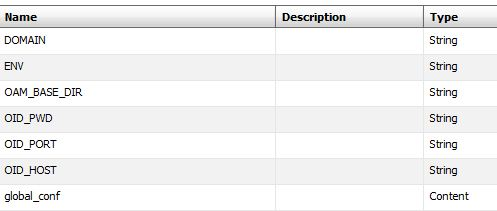 Name Description Type
DOMAIN String
ENV String
OAM_BASE_DIR String
OID_PWD String
OID_PORT String
OID_HOST String
global_conf Content